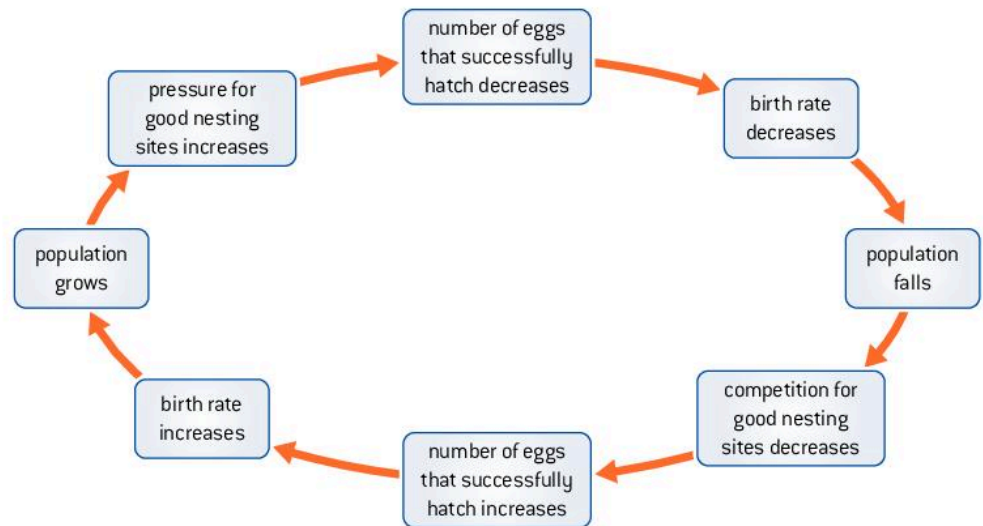 number of eggs
that successfully
hatch decreases
pressure for
good nesting
sites increases
birth rate
decreases
population
grows
population
falls
birth rate
increases
competition for
good nesting
sites decreases
number of eggs
that successfully
hatch increases